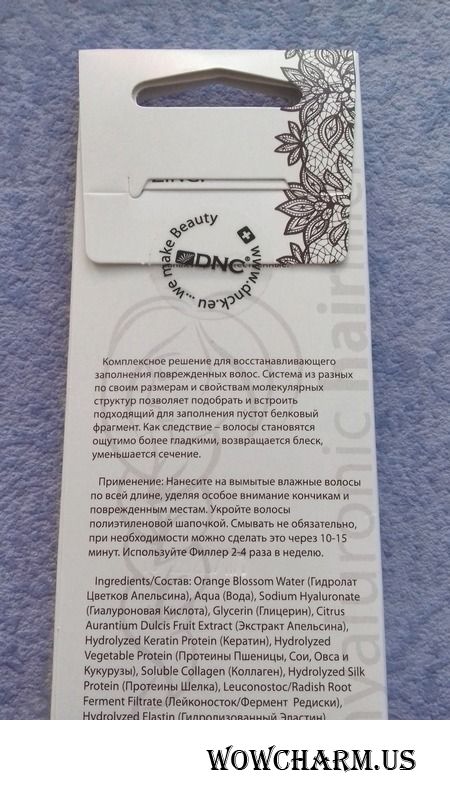 we make Beauty
DNC®
www.dnck.eu...
Комплексное решение для восстанавливающего
заполнения поврежденных волос. Система из разных
по своим размерам и свойствам молекулярных
структур позволяет подобрать и встроить
подходящий для заполнения пустот белковый
фрагмент. Как следствие – волосы становятся
ощутимо более гладкими, возвращается блеск,
уменьшается сечение.
Применение: Нанесите на вымытые влажные волосы
по всей длине, уделяя особое внимание кончикам и
поврежденным местам. Укройте волосы
полиэтиленовой шапочкой. Смывать не обязательно,
при необходимости можно сделать это через 10-15
минут. Используйте Филлер 2-4 раза в неделю.
Ingredients/Состав: Orange Blossom Water (Гидролат
Цветков Апельсина), Aqua (Вода), Sodium Hyaluronate
(Гиалуроновая Кислота), Glycerin (Глицерин), Citrus
Aurantium Dulcis Fruit Extract (Экстракт Апельсина),
Hydrolyzed Keratin Protein (Кератин), Hydrolyzed
Vegetable Protein (Протеины Пшеницы, Сои, Овса и
Кукурузы), Soluble Collagen (Коллаген), Hydrolyzed Silk
Protein (Протеины Шелка), Leuconostoc/Radish Root
Ferment Filtrate (Лейконосток/Фермент Редиски),
Hydrolyzed Elastin (Гидролизованный Эластин)
hyaluronic hair
WOWCHARM.US